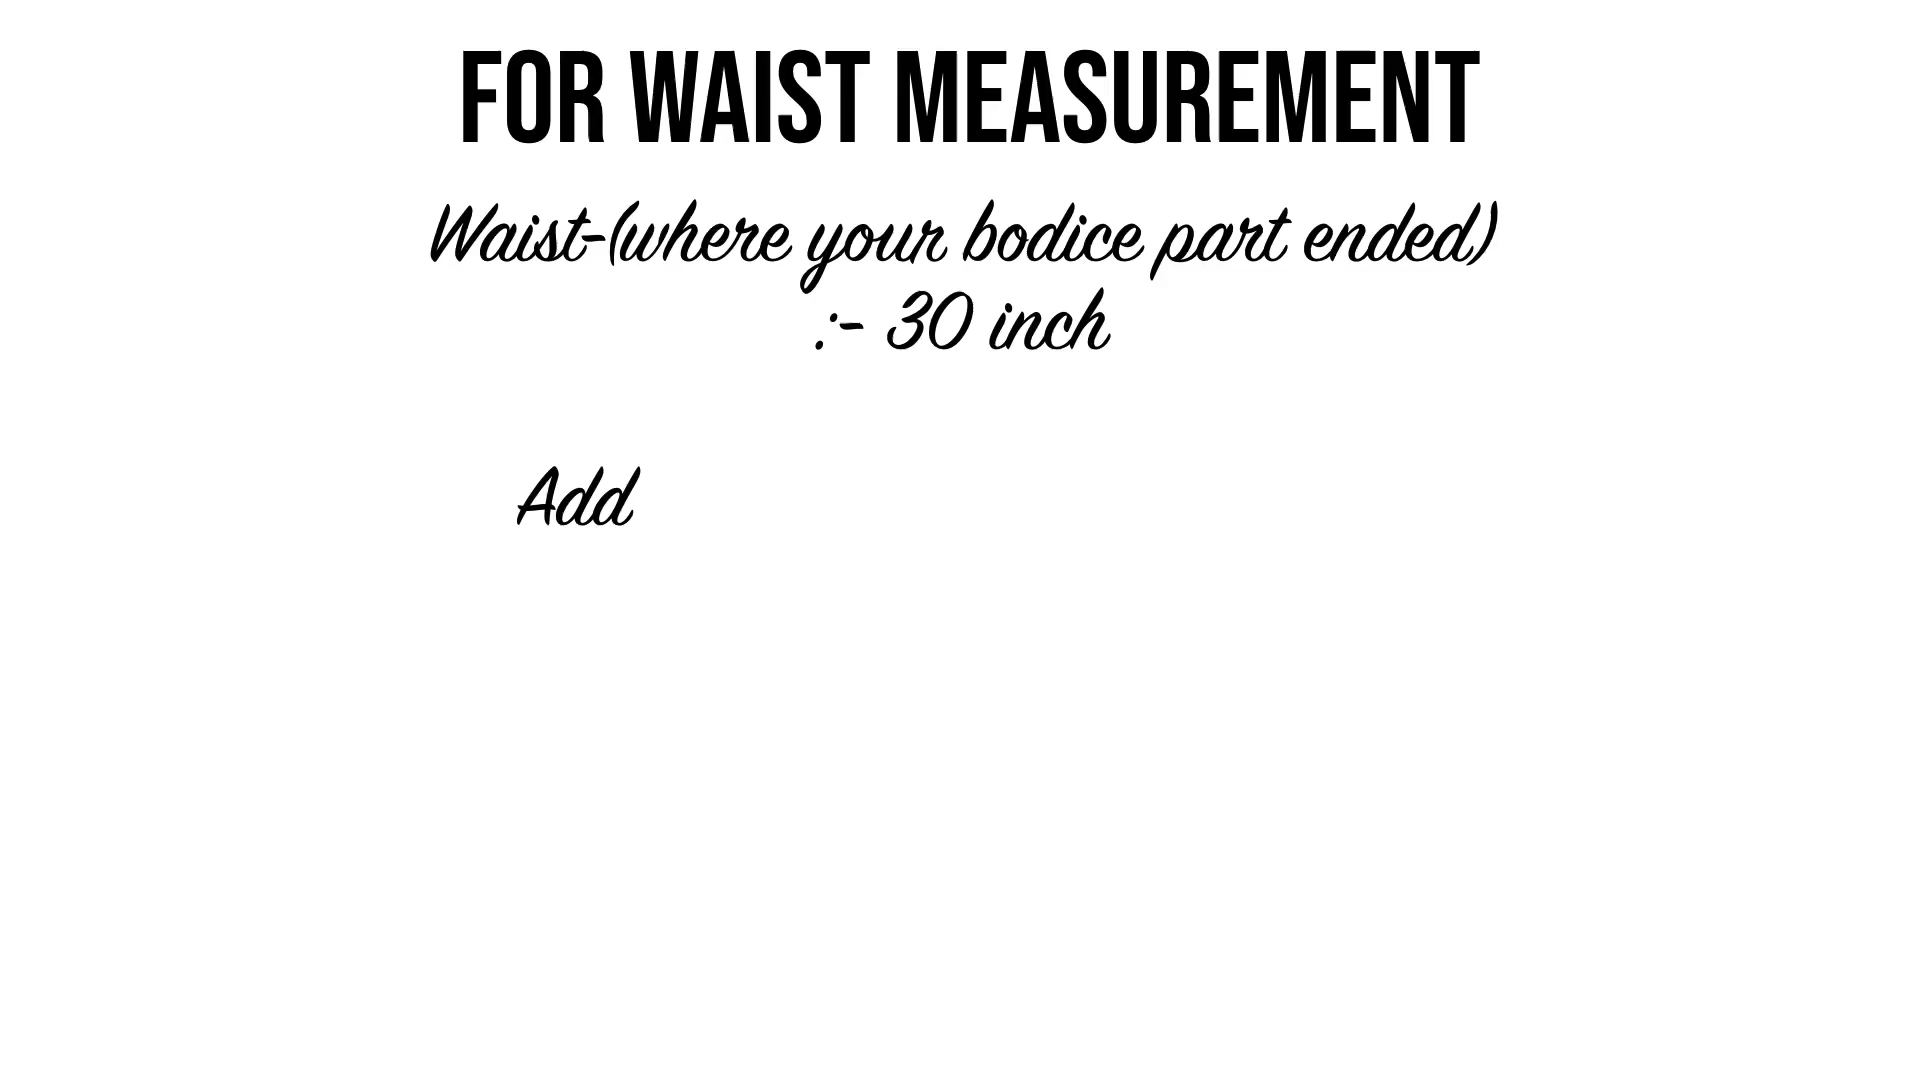 FOR WAIST MEASUREMENT
Waist-(where your bodice part ended)
:- 30 inch
Add